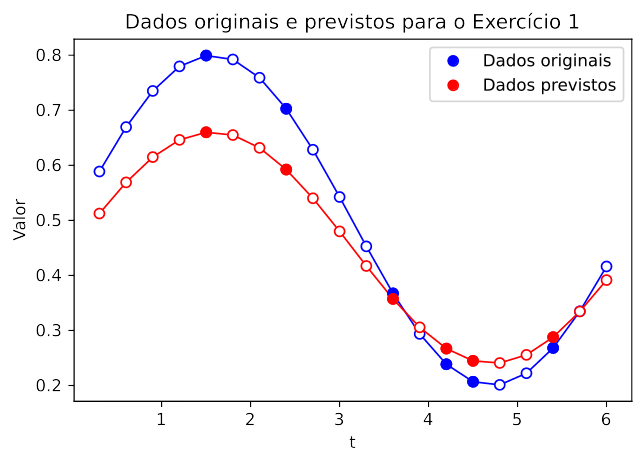 Dados originais e previstos para o Exercício 1
Dados originais
Dados previstos
Valor
0.8
0.7
0.6
0.5
0.4
0.3
0.2
1 2 3 4 5 6
t